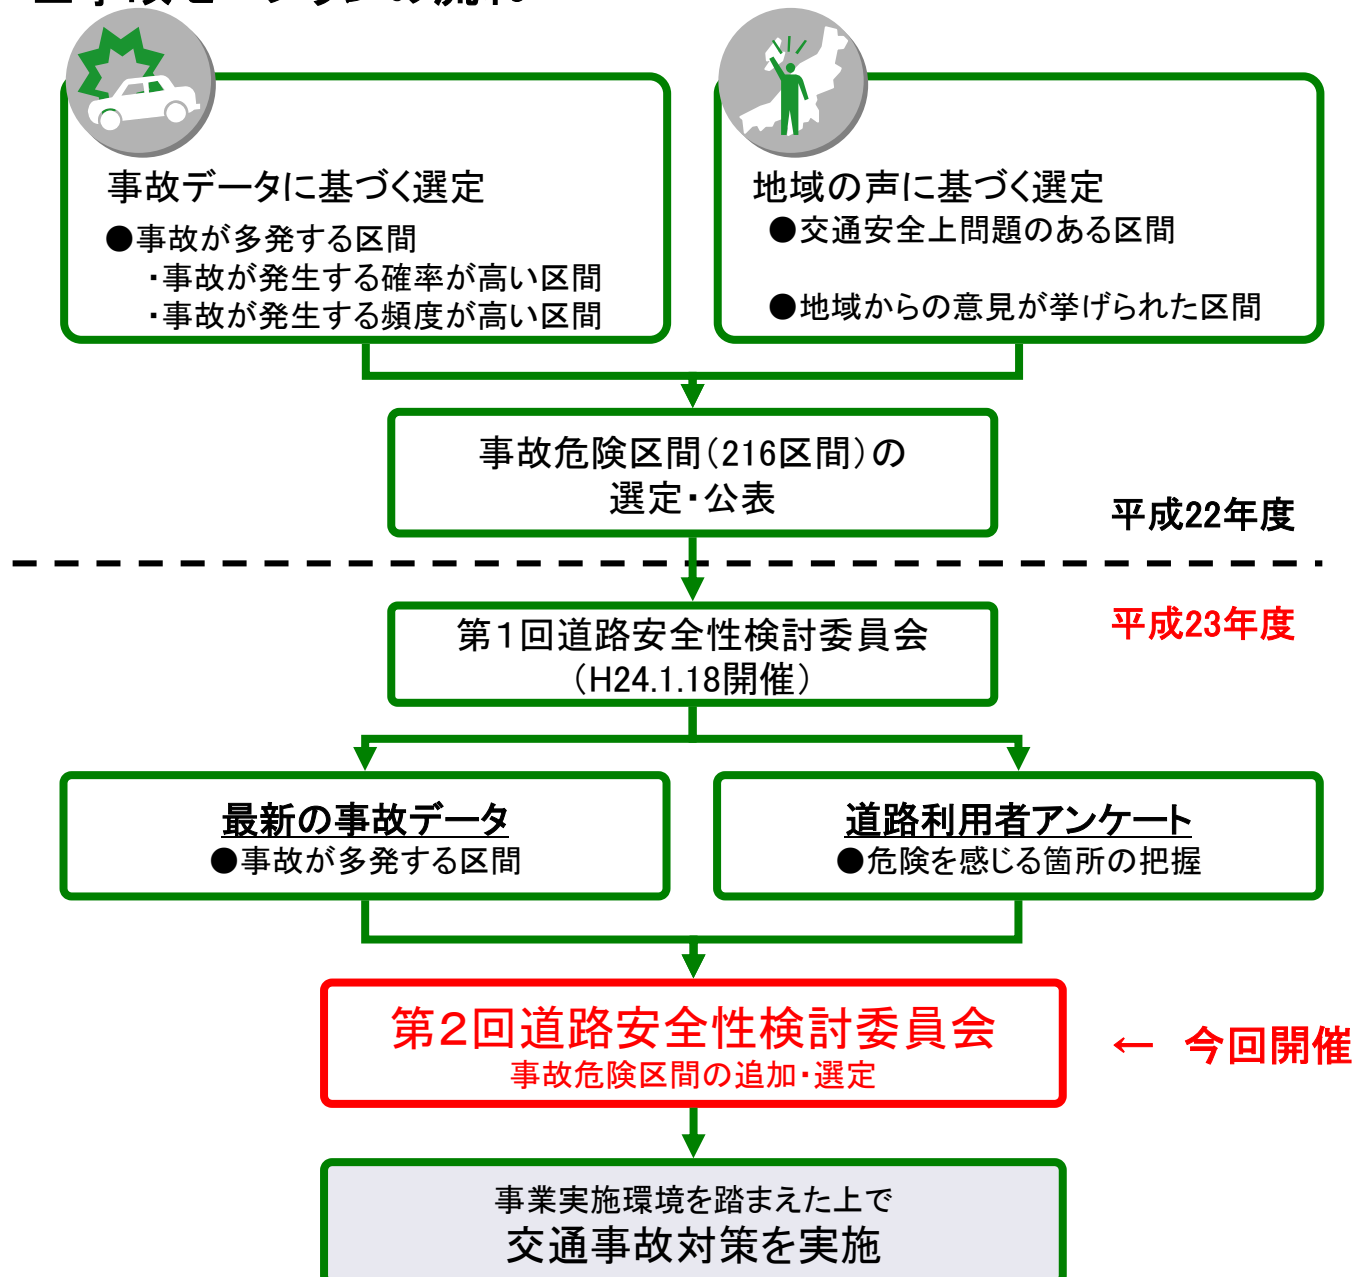 事故データに基づく選定
●事故が多発する区間
・事故が発生する確率が高い区間
・事故が発生する頻度が高い区間
地域の声に基づく選定
●交通安全上問題のある区間
●地域からの意見が挙げられた区間
事故危険区間（216区間）の
選定・公表
平成22年度
平成23年度
第１回道路安全性検討委員会
（H24.1.18開催）
最新の事故データ
●事故が多発する区間
道路利用者アンケート
●危険を感じる箇所の把握
第２回道路安全性検討委員会
事故危険区間の追加・選定
← 今回開催
事業実施環境を踏まえた上で
交通事故対策を実施